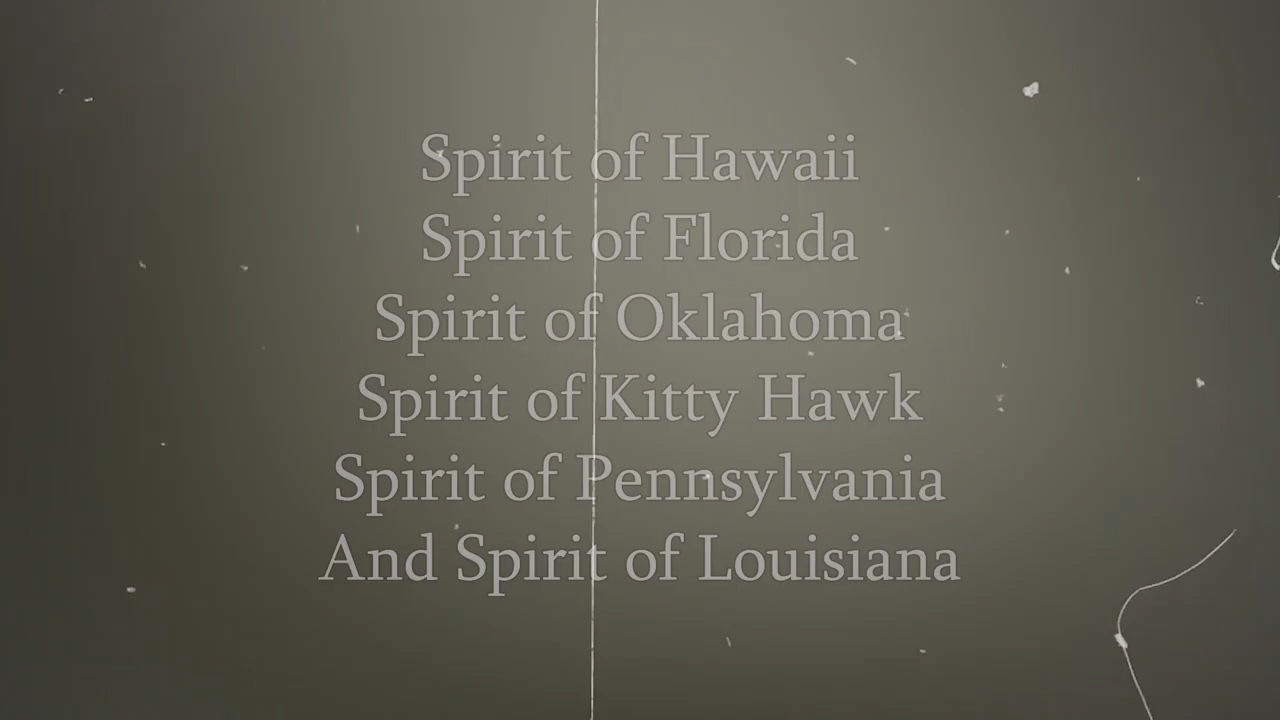 Spirit of Hawaii
Spirit of Florida
Spirit of Oklahoma
Spirit of Kitty Hawk
Spirit of Pennsylvania
And Spirit of Louisiana